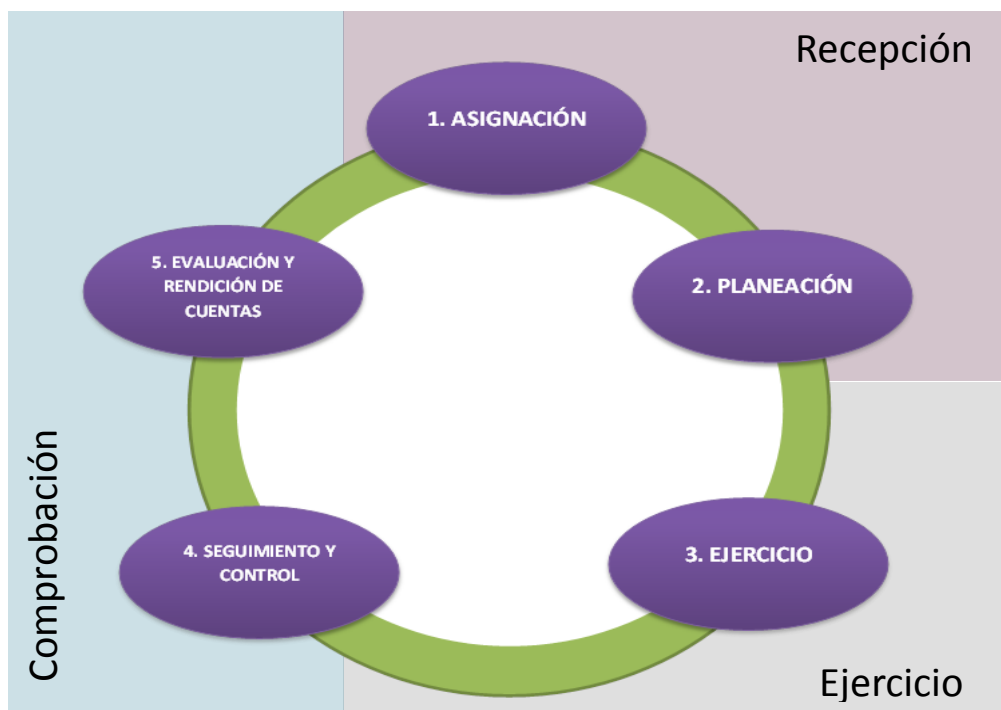 Recepción
1. ASIGNACIÓN
2. PLANEACIÓN
3. EJERCICIO
Ejercicio
4. SEGUIMIENTO Y
CONTROL
5. EVALUACIÓN Y
RENDICIÓN DE
CUENTAS
Comprobación